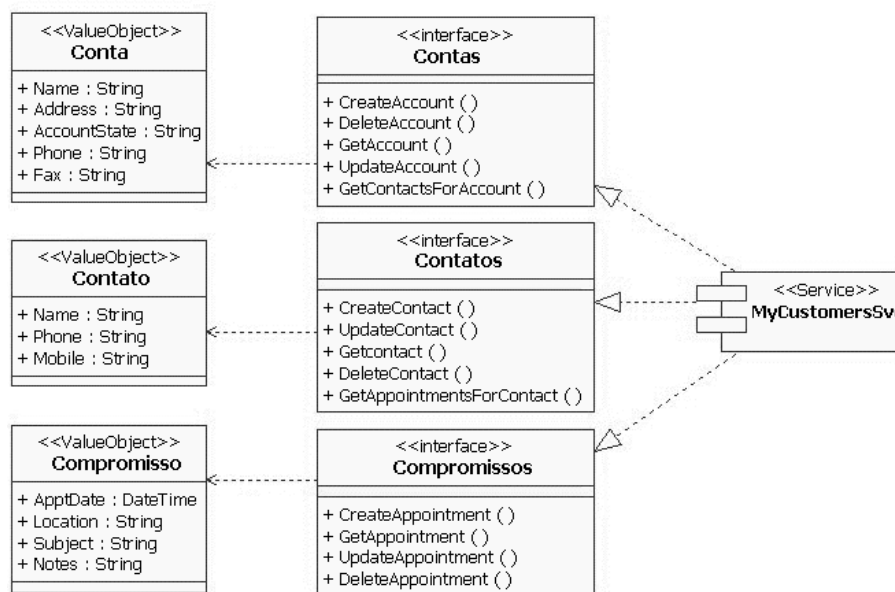 <<ValueObject>>
Conta
+ Name : String
+ Address : String
+ AccountState : String
+ Phone : String
+ Fax : String
<<interface>>
Contas
+ CreateAccount ( )
+ DeleteAccount ( )
+ GetAccount ( )
+ UpdateAccount ( )
+ GetContactsForAccount ( )
<<ValueObject>>
Contato
+ Name : String
+ Phone : String
+ Mobile : String
<<interface>>
Contatos
+ CreateContact ( )
+ UpdateContact ( )
+ Getcontact ( )
+ DeleteContact ( )
+ GetAppointmentsForContact ( )
<<Service>>
MyCustomersSv
<<ValueObject>>
Compromisso
+ ApptDate : DateTime
+ Location : String
+ Subject : String
+ Notes : String
<<interface>>
Compromissos
+ CreateAppointment ( )
+ GetAppointment ( )
+ UpdateAppointment ( )
+ DeleteAppointment ( )